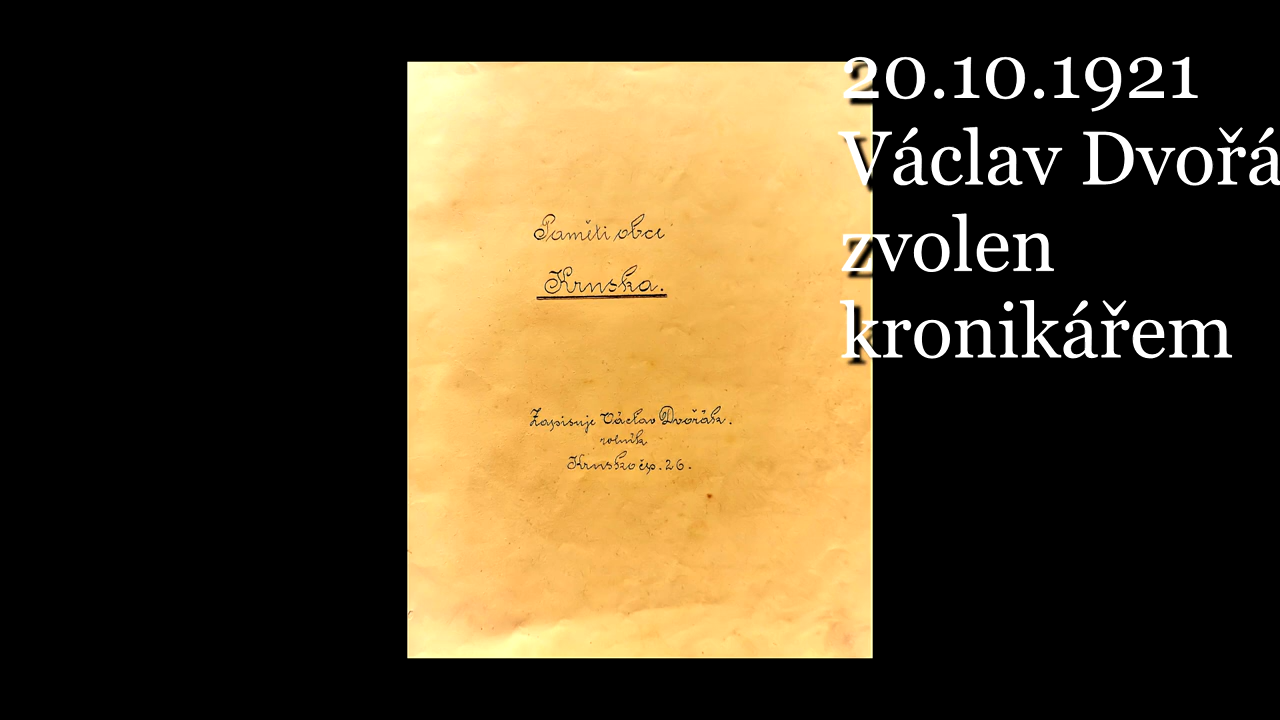 20.10.1921
Václav Dvořá
zvolen
kronikářem
Paměti obce
Krnska.
Zapisuje Václav Dvořák.
rolník
Krnsko čp. 26.